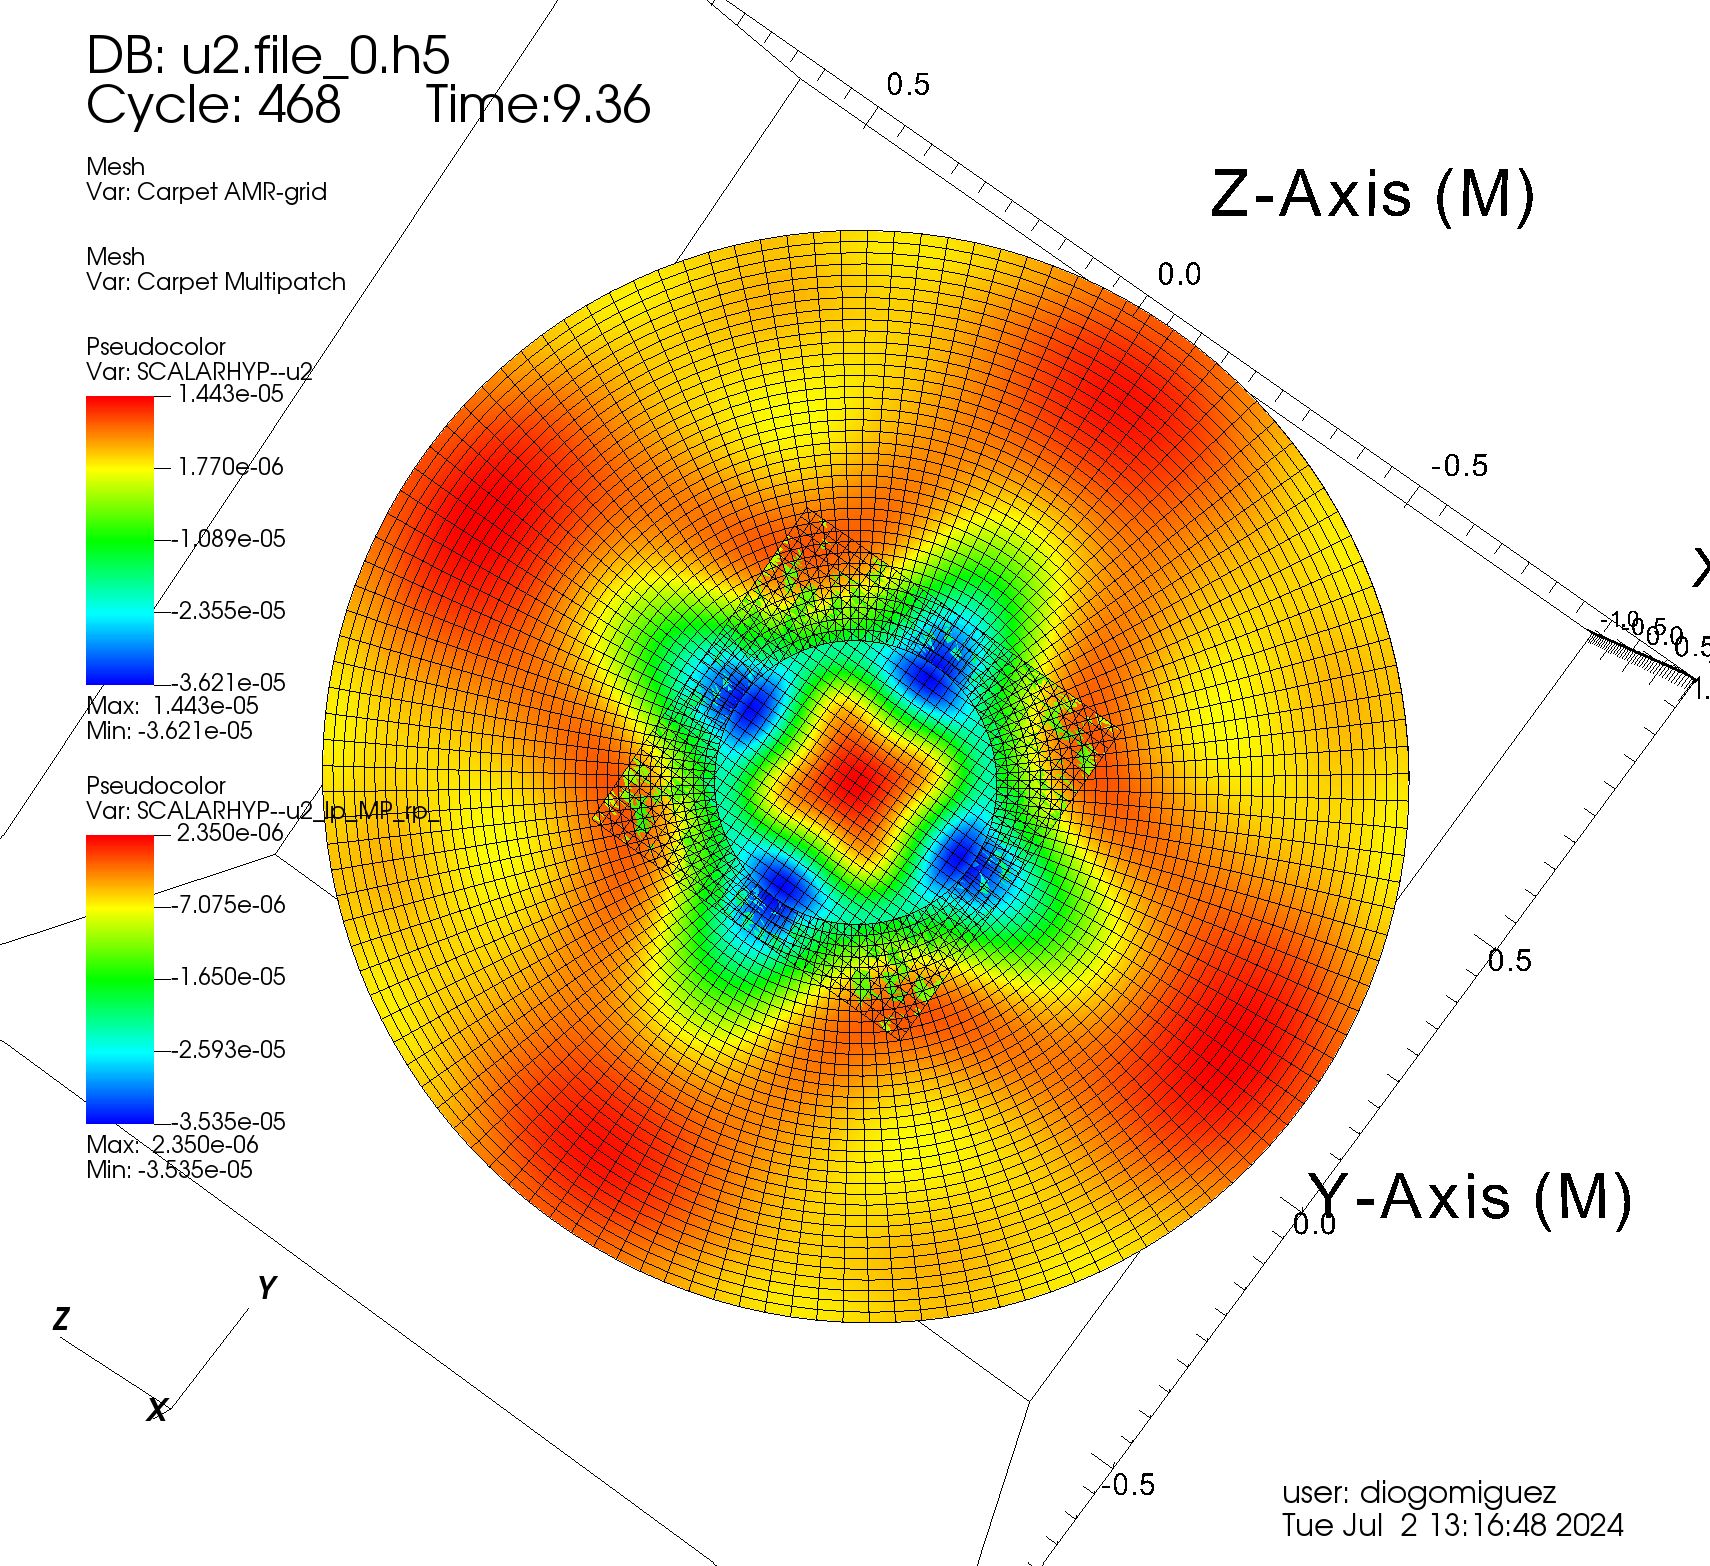 DB: u2.file_0.h5
Cycle: 468 Time:9.36
Mesh
Var: Carpet AMR-grid
Mesh
Var: Carpet Multipatch
Pseudocolor
Var: SCALARHYP--u2
1.443e-05
1.770e-06
-1.089e-05
-2.355e-05
-3.621e-05
Max: 1.443e-05
Min: -3.621e-05
Pseudocolor
Var: SCALARHYP--u2_lp_MP_rp_
2.350e-06
-7.075e-06
-1.650e-05
-2.593e-05
-3.535e-05
Max: 2.350e-06
Min: -3.535e-05
0.5
Z-Axis (M)
0.0
-0.5
X
0.5
Y-Axis (M)
0.0
-0.5
Z
Y
X
user: diogomiguez
Tue Jul 2 13:16:48 2024